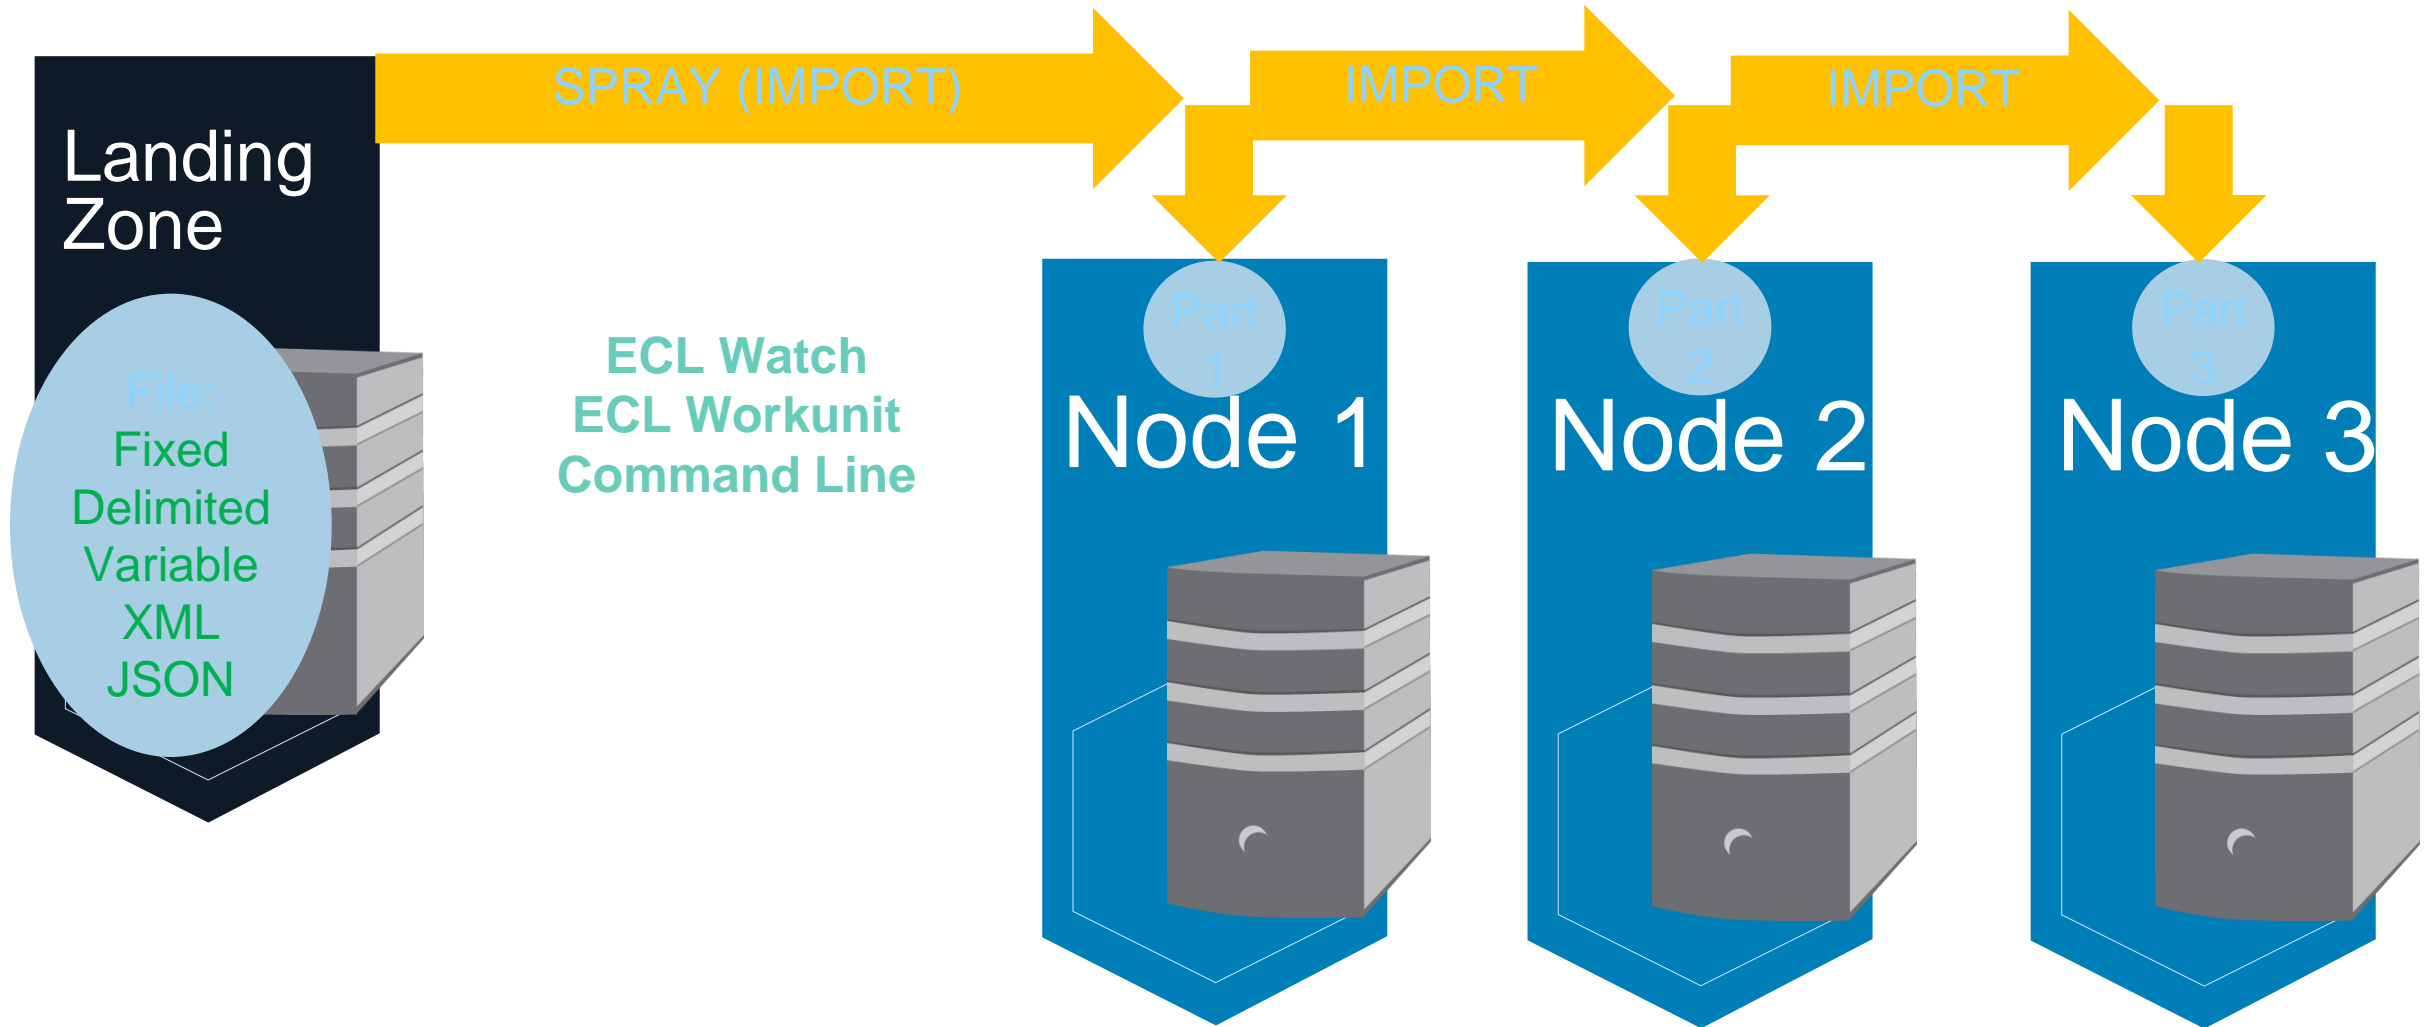 SPRAY (IMPORT)
IMPORT
IMPORT
Landing
Zone
File:
Fixed
Delimited
Variable
XML
JSON
ECL Watch
ECL Workunit
Command Line
Part
1
Node 1
Part
2
Node 2
Part
3
Node 3